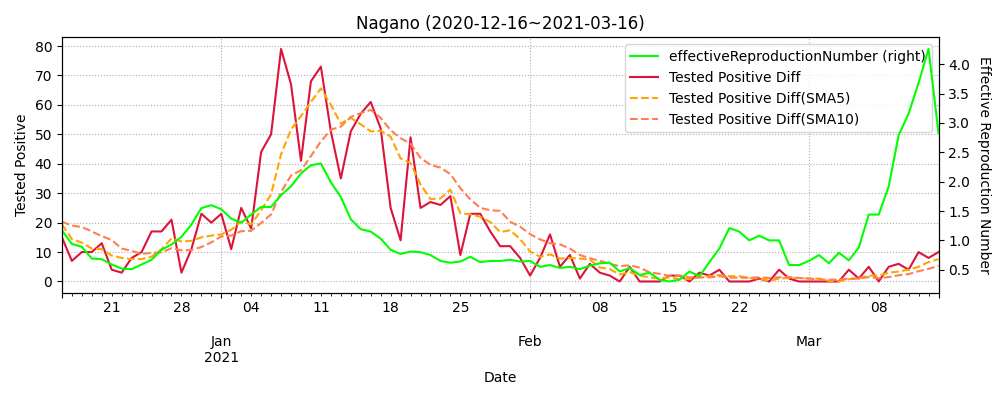 Nagano (2020-12-16~2021-03-16)
effectiveReproductionNumber (right)
Tested Positive Diff
Tested Positive Diff(SMA5)
Tested Positive Diff(SMA10)
Tested Positive
80
70
60
50
40
30
20
10
0
4.0
3.5
3.0
2.5
2.0
1.5
1.0
0.5
Effective Reproduction Number
21 28 04 11 18 25 08 15 22 08
Jan Feb Mar
2021
Date